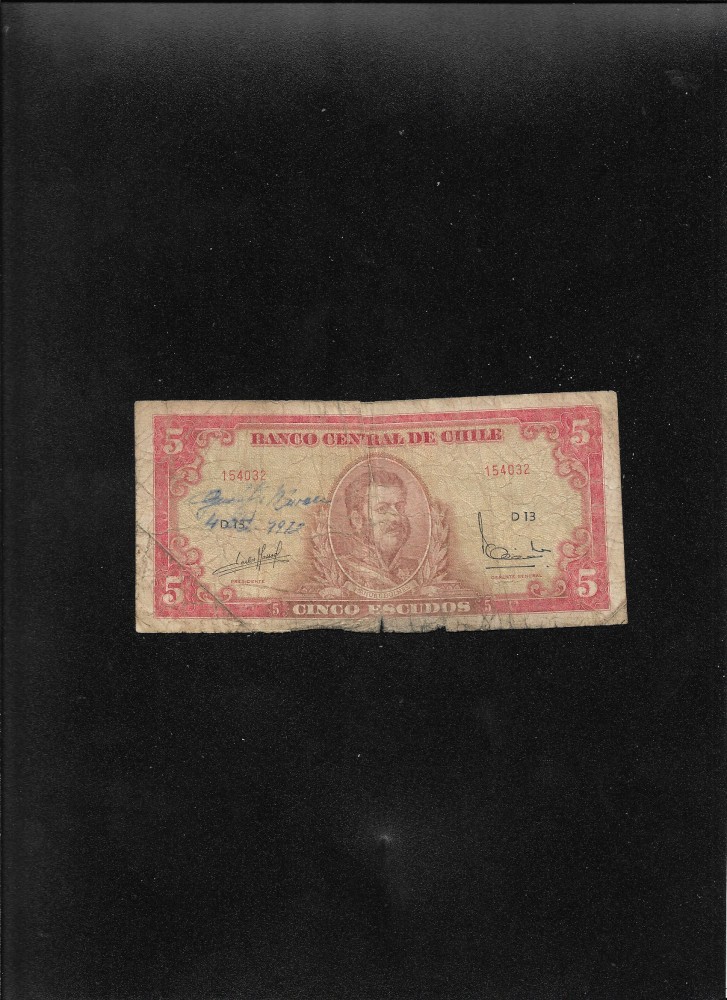 5 5
BANCO CENTRAL DE CHILE
154032 154032
D 13 D 13
PRESIDENTE GERENTE GENERAL
5 5 5 5
CINCO ESCUDOS